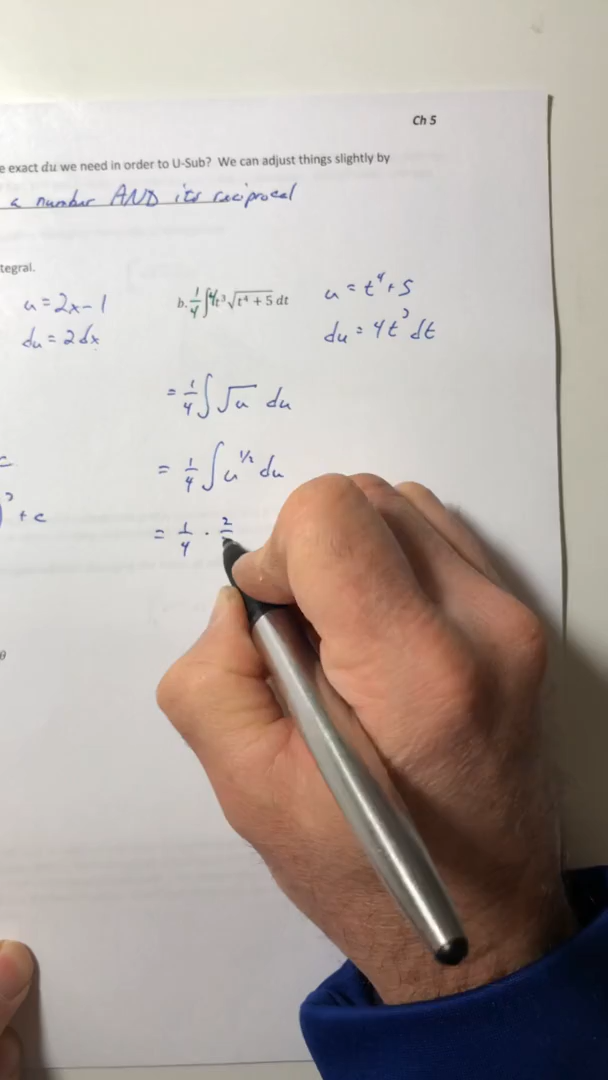 Ch 5
e exact du we need in order to U-Sub? We can adjust things slightly by
a number AND its reciprocal
tegral.
u = 2x - 1
du = 2dx
b. 1/4 ∫ 4t³√(t⁴ + 5) dt
u = t⁴ + 5
du = 4t³ dt
= 1/4 ∫ √u du
= 1/4 ∫ u^(1/2) du
)³ + c
= 1/4 · 2/
θ